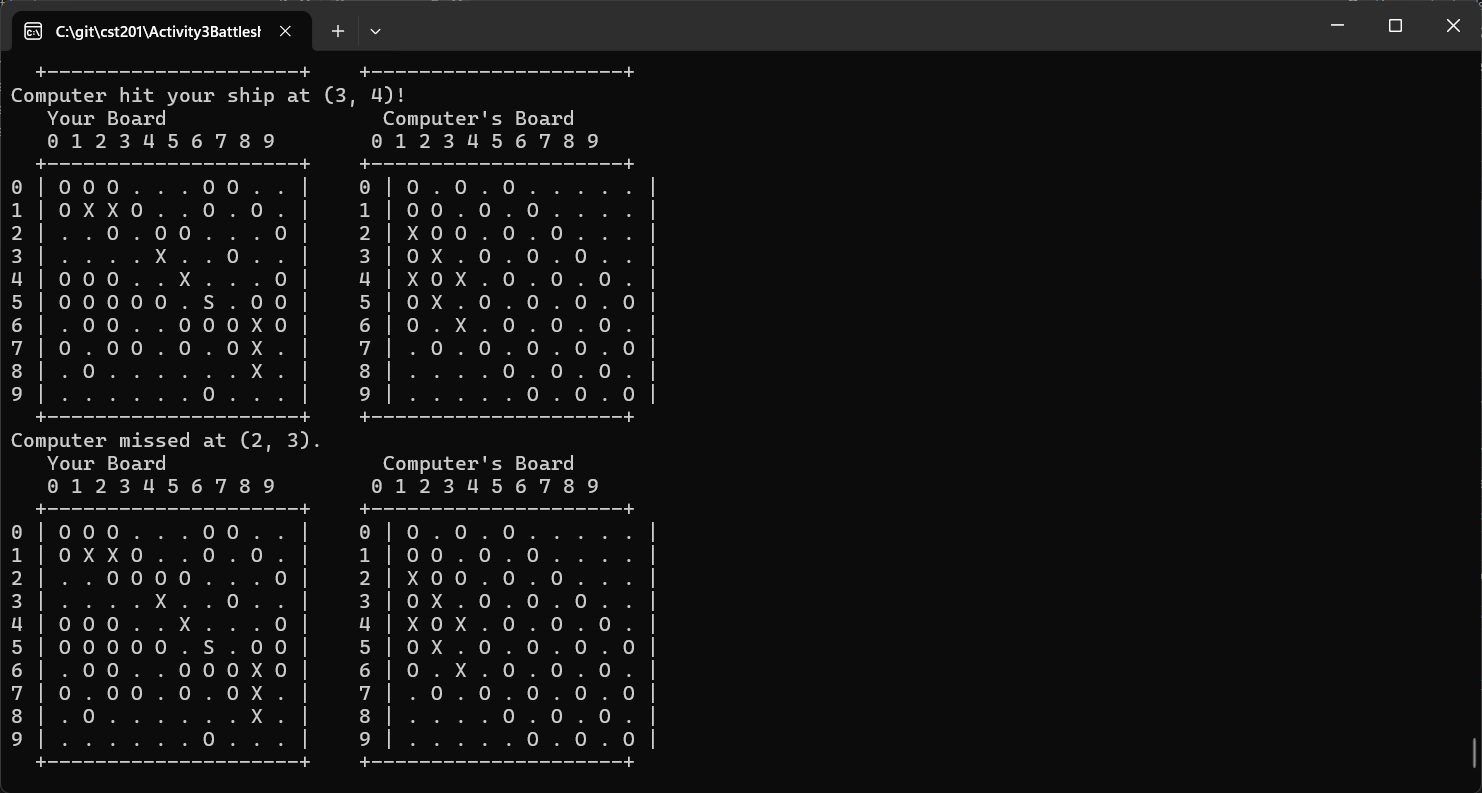 C:\git\cst201\Activity3Battlesh
  +---------------------+    +---------------------+
Computer hit your ship at (3, 4)!
   Your Board                  Computer's Board
   0 1 2 3 4 5 6 7 8 9        0 1 2 3 4 5 6 7 8 9
  +---------------------+    +---------------------+
0 | O O O . . . O O . . |    0 | O . O . O . . . . . |
1 | O X X O . . O . O . |    1 | O O . O . O . . . . |
2 | . . O . O O . . . O |    2 | X O O . O . O . . . |
3 | . . . . X . . O . . |    3 | O X . O . O . O . . |
4 | O O O . . X . . . O |    4 | X O X . O . O . O . |
5 | O O O O O . S . O O |    5 | O X . O . O . O . O |
6 | . O O . . O O O X O |    6 | O . X . O . O . O . |
7 | O . O O . O . O X . |    7 | . O . O . O . O . O |
8 | . O . . . . . . X . |    8 | . . . . O . O . O . |
9 | . . . . . . O . . . |    9 | . . . . . O . O . O |
  +---------------------+    +---------------------+
Computer missed at (2, 3).
   Your Board                  Computer's Board
   0 1 2 3 4 5 6 7 8 9        0 1 2 3 4 5 6 7 8 9
  +---------------------+    +---------------------+
0 | O O O . . . O O . . |    0 | O . O . O . . . . . |
1 | O X X O . . O . O . |    1 | O O . O . O . . . . |
2 | . . O O O O . . . O |    2 | X O O . O . O . . . |
3 | . . . . X . . O . . |    3 | O X . O . O . O . . |
4 | O O O . . X . . . O |    4 | X O X . O . O . O . |
5 | O O O O O . S . O O |    5 | O X . O . O . O . O |
6 | . O O . . O O O X O |    6 | O . X . O . O . O . |
7 | O . O O . O . O X . |    7 | . O . O . O . O . O |
8 | . O . . . . . . X . |    8 | . . . . O . O . O . |
9 | . . . . . . O . . . |    9 | . . . . . O . O . O |
  +---------------------+    +---------------------+